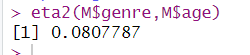 > eta2(M$genre,M$age)
[1] 0.0807787
>